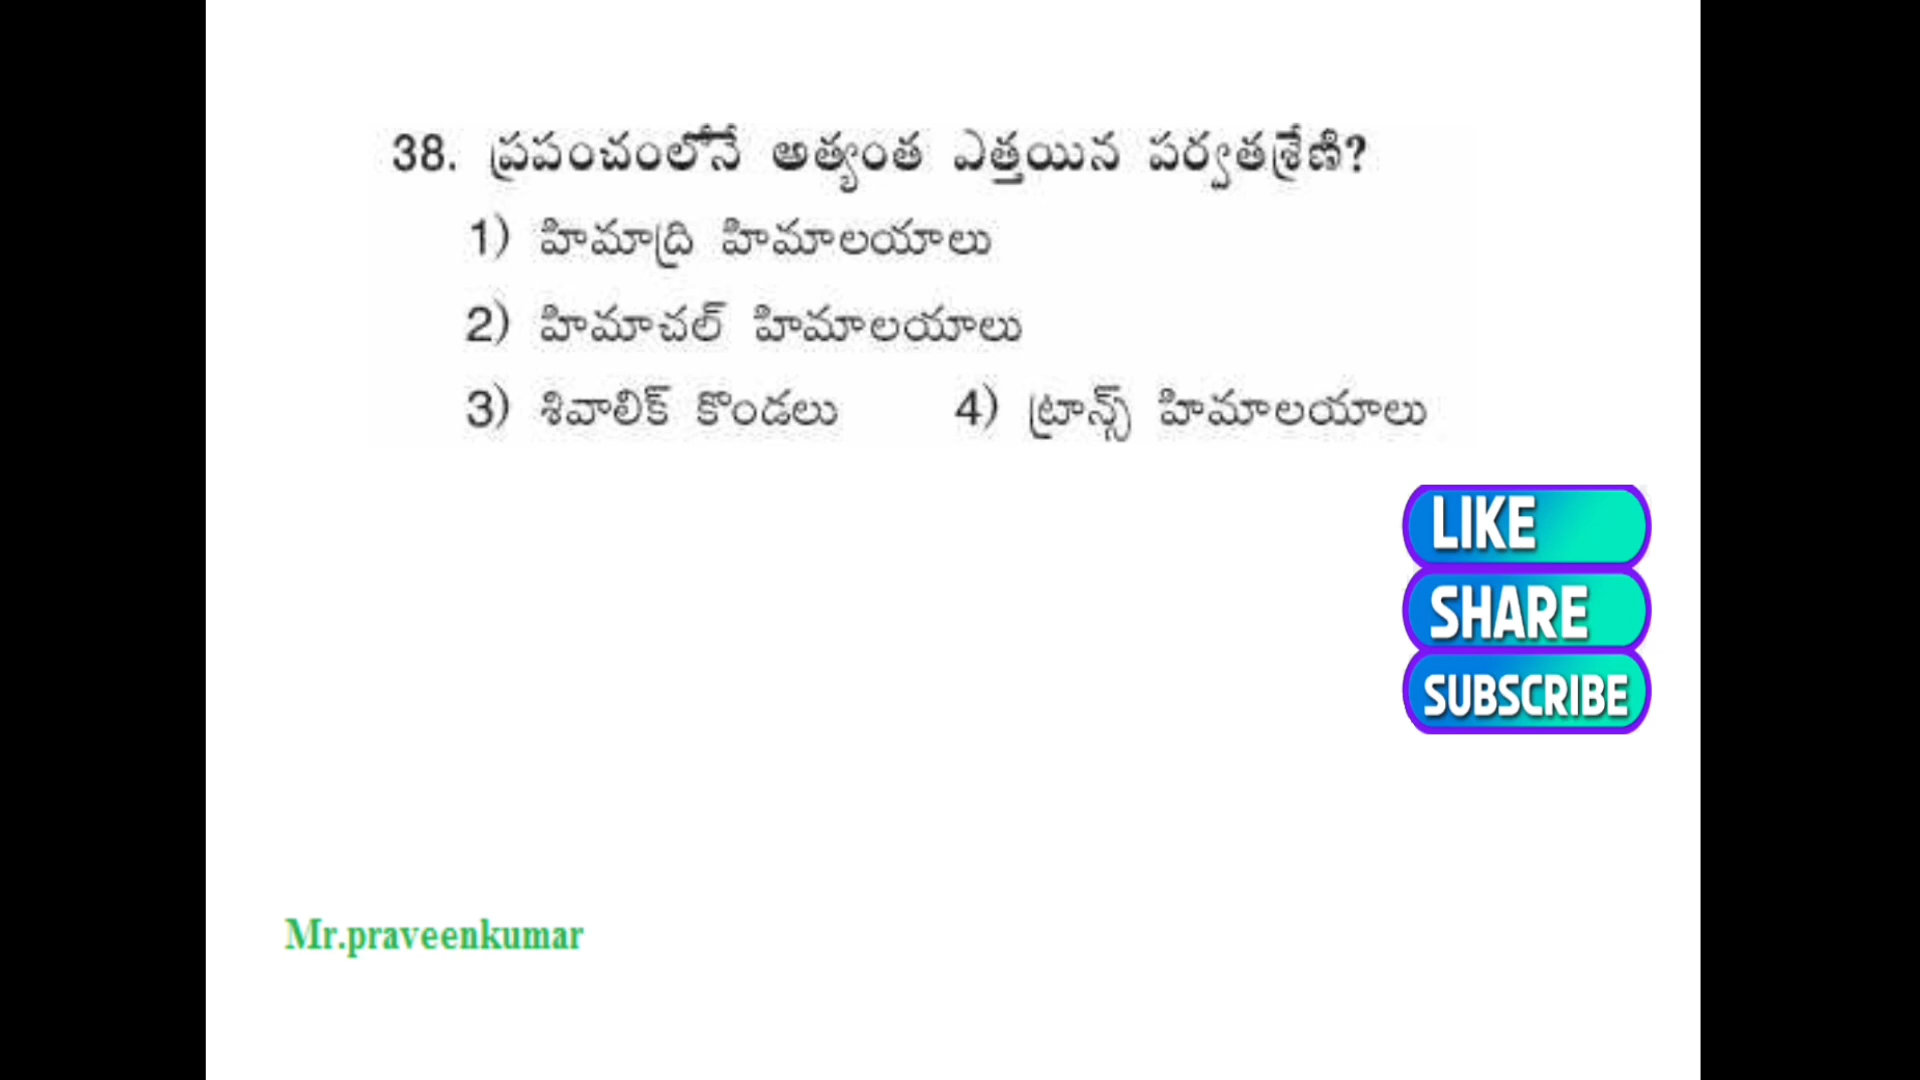 38. ప్రపంచంలోనే అత్యంత ఎత్తయిన పర్వతశ్రేణి?
1) హిమాద్రి హిమాలయాలు
2) హిమాచల్ హిమాలయాలు
3) శివాలిక్ కొండలు 4) ట్రాన్స్ హిమాలయాలు
LIKE
SHARE
SUBSCRIBE
Mr.praveenkumar